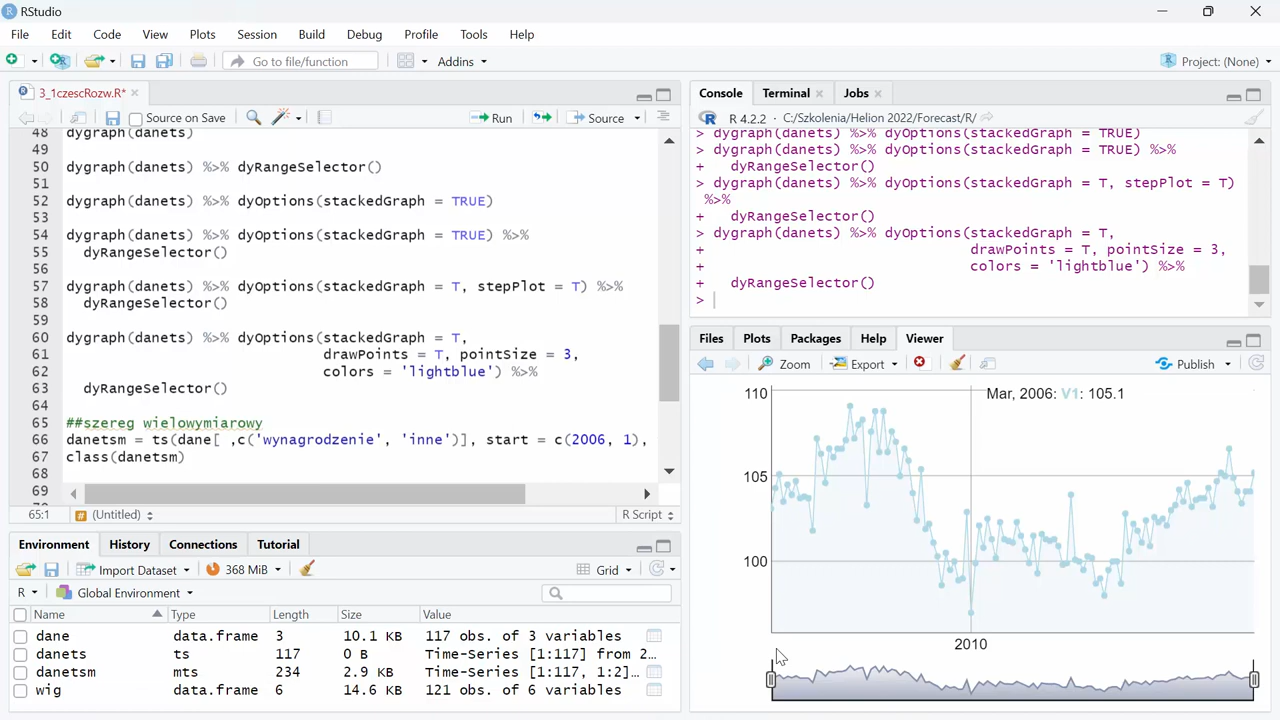 RStudio
File Edit Code View Plots Session Build Debug Profile Tools Help
Go to file/function Addins Project: (None)
3_1czescRozw.R*
Source on Save Run Source
48 dygraph(danets)
49
50 dygraph(danets) %>% dyRangeSelector()
51
52 dygraph(danets) %>% dyOptions(stackedGraph = TRUE)
53
54 dygraph(danets) %>% dyOptions(stackedGraph = TRUE) %>%
55 dyRangeSelector()
56
57 dygraph(danets) %>% dyOptions(stackedGraph = T, stepPlot = T) %>%
58 dyRangeSelector()
59
60 dygraph(danets) %>% dyOptions(stackedGraph = T,
61 drawPoints = T, pointSize = 3,
62 colors = 'lightblue') %>%
63 dyRangeSelector()
64
65 ##szereg wielowymiarowy
66 danetsm = ts(dane[ ,c('wynagrodzenie', 'inne')], start = c(2006, 1),
67 class(danetsm)
68
69
65:1 (Untitled) R Script
Console Terminal Jobs
R 4.2.2 · C:/Szkolenia/Helion 2022/Forecast/R/
> dygraph(danets) %>% dyOptions(stackedGraph = TRUE)
> dygraph(danets) %>% dyOptions(stackedGraph = TRUE) %>%
+ dyRangeSelector()
> dygraph(danets) %>% dyOptions(stackedGraph = T, stepPlot = T)
%>%
+ dyRangeSelector()
> dygraph(danets) %>% dyOptions(stackedGraph = T,
+ drawPoints = T, pointSize = 3,
+ colors = 'lightblue') %>%
+ dyRangeSelector()
>
Files Plots Packages Help Viewer
Zoom Export Publish
Mar, 2006: V1: 105.1
110
105
100
2010
Environment History Connections Tutorial
Import Dataset 368 MiB Grid
R Global Environment
Name Type Length Size Value
dane data.frame 3 10.1 KB 117 obs. of 3 variables
danets ts 117 0 B Time-Series [1:117] from 2…
danetsm mts 234 2.9 KB Time-Series [1:117, 1:2]…
wig data.frame 6 14.6 KB 121 obs. of 6 variables